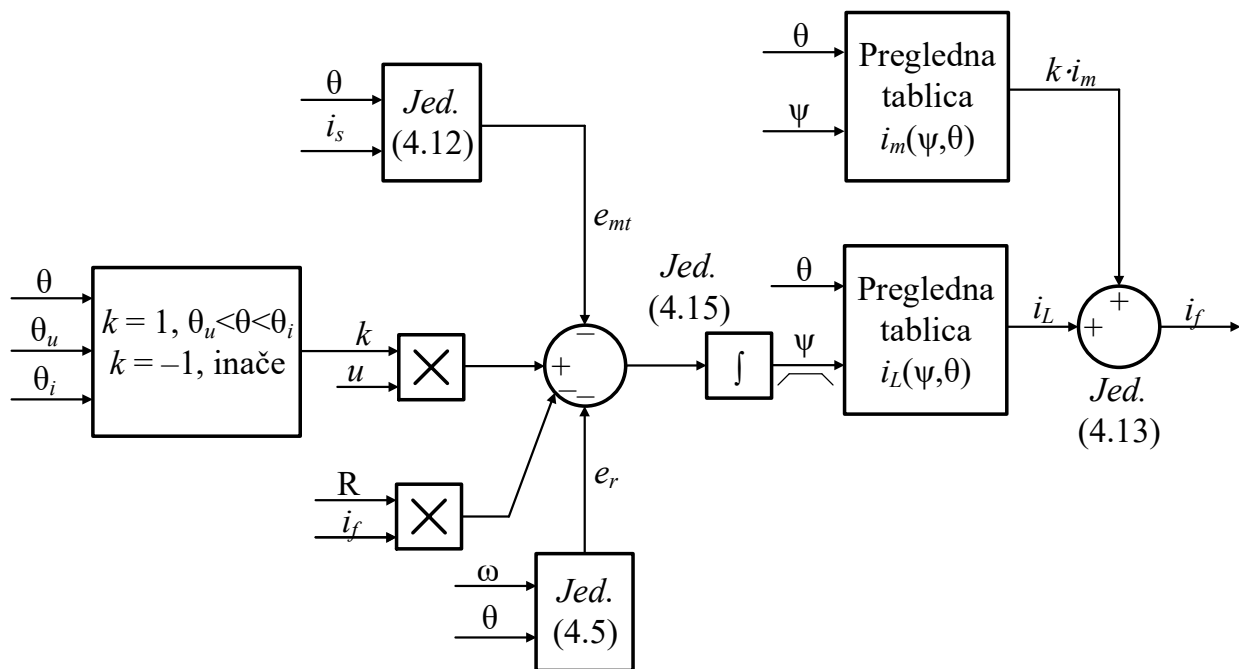 θ
ψ
Pregledna
tablica
i_m(ψ,θ)
k·i_m
θ
i_s
Jed.
(4.12)
e_mt
θ
θ_u
θ_i
k = 1, θ_u<θ<θ_i
k = –1, inače
k
u
×
+
–
–
–
R
i_f
×
e_r
ω
θ
Jed.
(4.5)
Jed.
(4.15)
∫
ψ
θ
Pregledna
tablica
i_L(ψ,θ)
i_L
+
+
i_f
Jed.
(4.13)